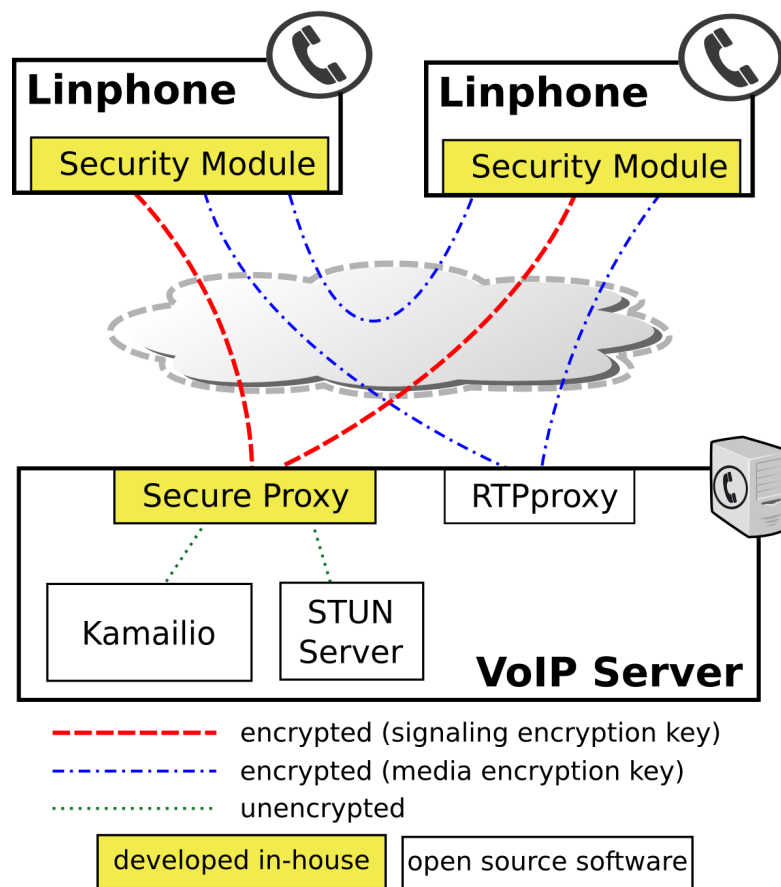 Linphone
Security Module
Linphone
Security Module
Secure Proxy
RTPproxy
Kamailio
STUN
Server
VoIP Server
encrypted (signaling encryption key)
encrypted (media encryption key)
unencrypted
developed in-house
open source software